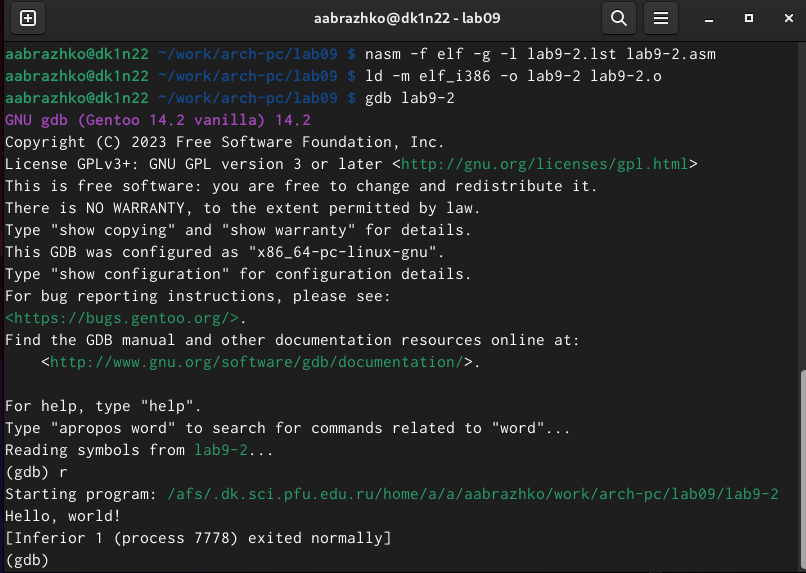 aabrazhko@dk1n22 - lab09
aabrazhko@dk1n22 ~/work/arch-pc/lab09 $ nasm -f elf -g -l lab9-2.lst lab9-2.asm
aabrazhko@dk1n22 ~/work/arch-pc/lab09 $ ld -m elf_i386 -o lab9-2 lab9-2.o
aabrazhko@dk1n22 ~/work/arch-pc/lab09 $ gdb lab9-2
GNU gdb (Gentoo 14.2 vanilla) 14.2
Copyright (C) 2023 Free Software Foundation, Inc.
License GPLv3+: GNU GPL version 3 or later <http://gnu.org/licenses/gpl.html>
This is free software: you are free to change and redistribute it.
There is NO WARRANTY, to the extent permitted by law.
Type "show copying" and "show warranty" for details.
This GDB was configured as "x86_64-pc-linux-gnu".
Type "show configuration" for configuration details.
For bug reporting instructions, please see:
<https://bugs.gentoo.org/>.
Find the GDB manual and other documentation resources online at:
    <http://www.gnu.org/software/gdb/documentation/>.

For help, type "help".
Type "apropos word" to search for commands related to "word"...
Reading symbols from lab9-2...
(gdb) r
Starting program: /afs/.dk.sci.pfu.edu.ru/home/a/a/aabrazhko/work/arch-pc/lab09/lab9-2
Hello, world!
[Inferior 1 (process 7778) exited normally]
(gdb)